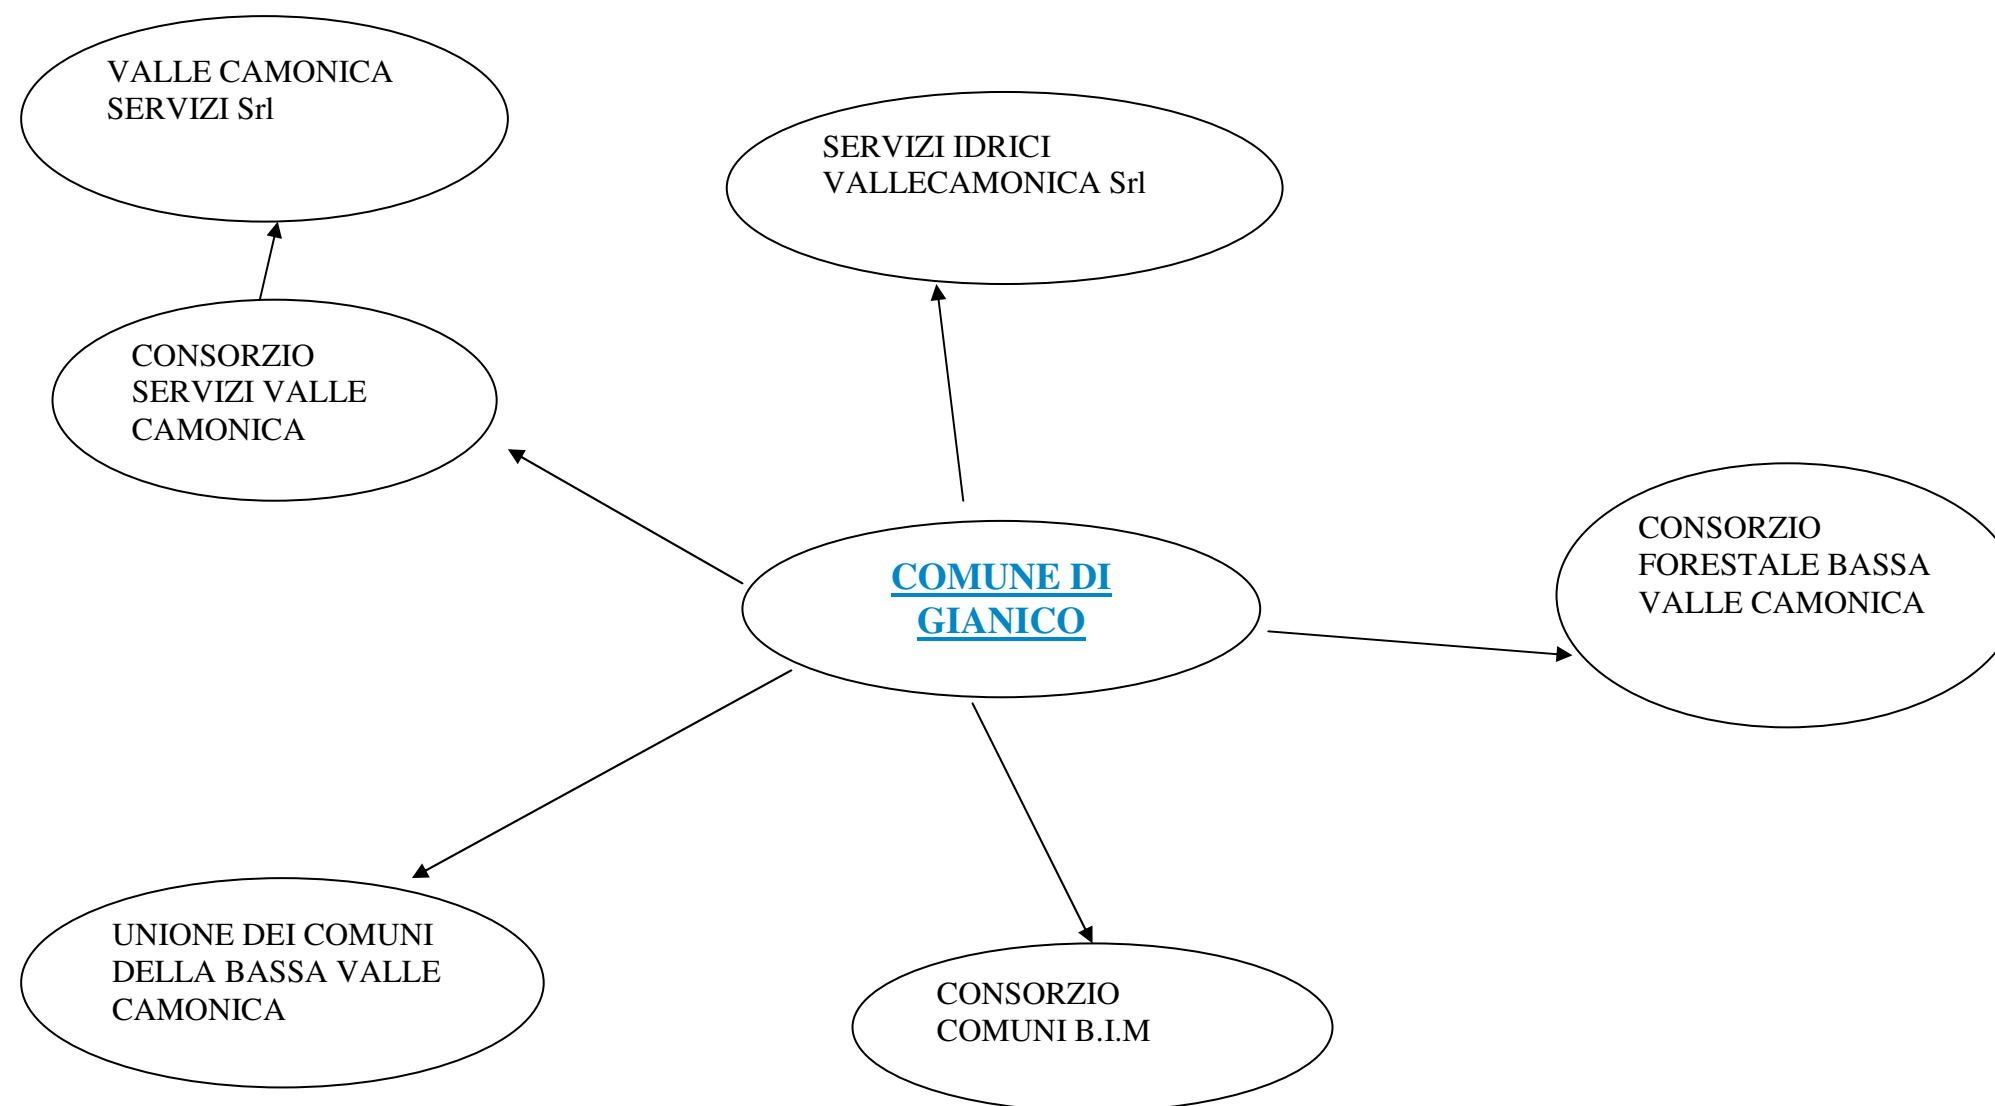 VALLE CAMONICA
SERVIZI Srl
SERVIZI IDRICI
VALLECAMONICA Srl
CONSORZIO
SERVIZI VALLE
CAMONICA
CONSORZIO
FORESTALE BASSA
VALLE CAMONICA
COMUNE DI
GIANICO
UNIONE DEI COMUNI
DELLA BASSA VALLE
CAMONICA
CONSORZIO
COMUNI B.I.M